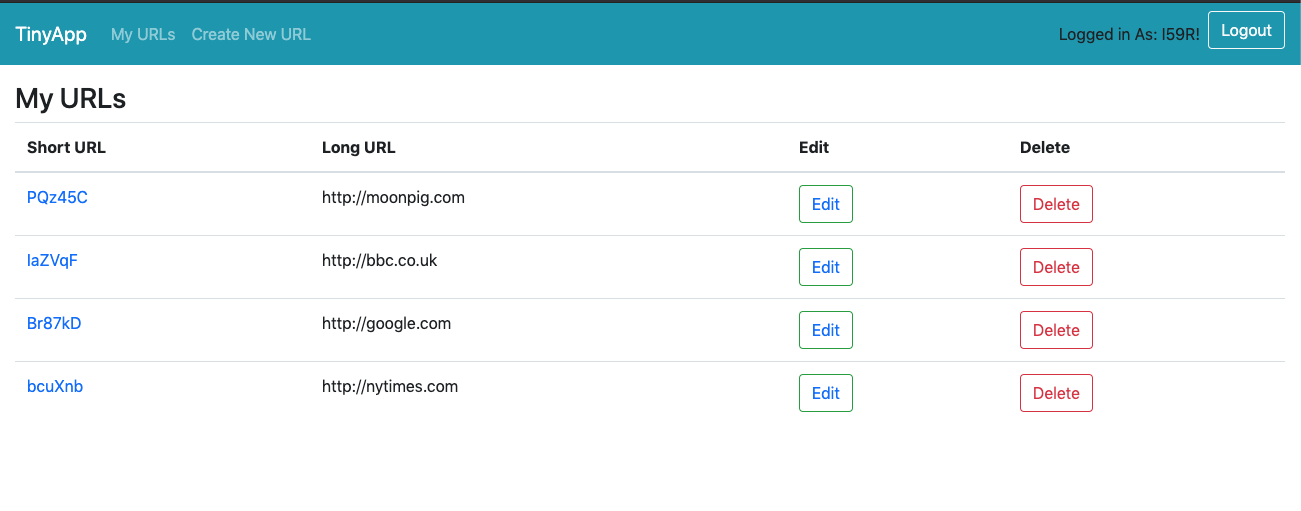 TinyApp My URLs Create New URL Logged in As: l59R! Logout
My URLs
Short URL Long URL Edit Delete
PQz45C http://moonpig.com Edit Delete
laZVqF http://bbc.co.uk Edit Delete
Br87kD http://google.com Edit Delete
bcuXnb http://nytimes.com Edit Delete